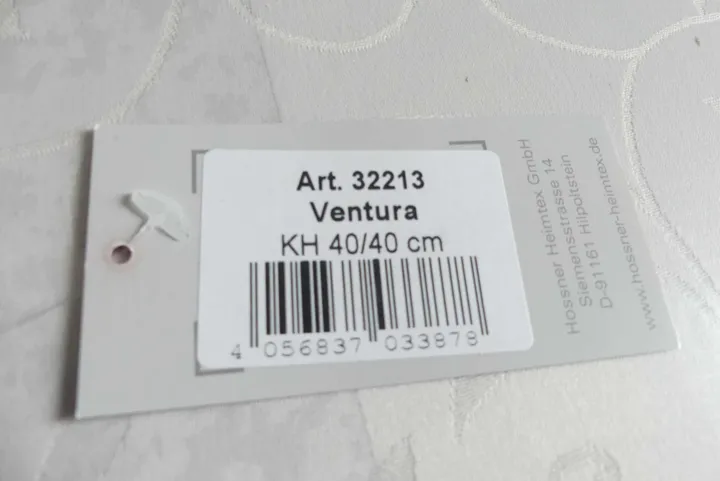 Art. 32213
Ventura
KH 40/40 cm
4 056837 033878
Hossner Heimtex GmbH
Siemensstrasse 14
D-91161 Hilpoltstein
www.hossner-heimtex.de